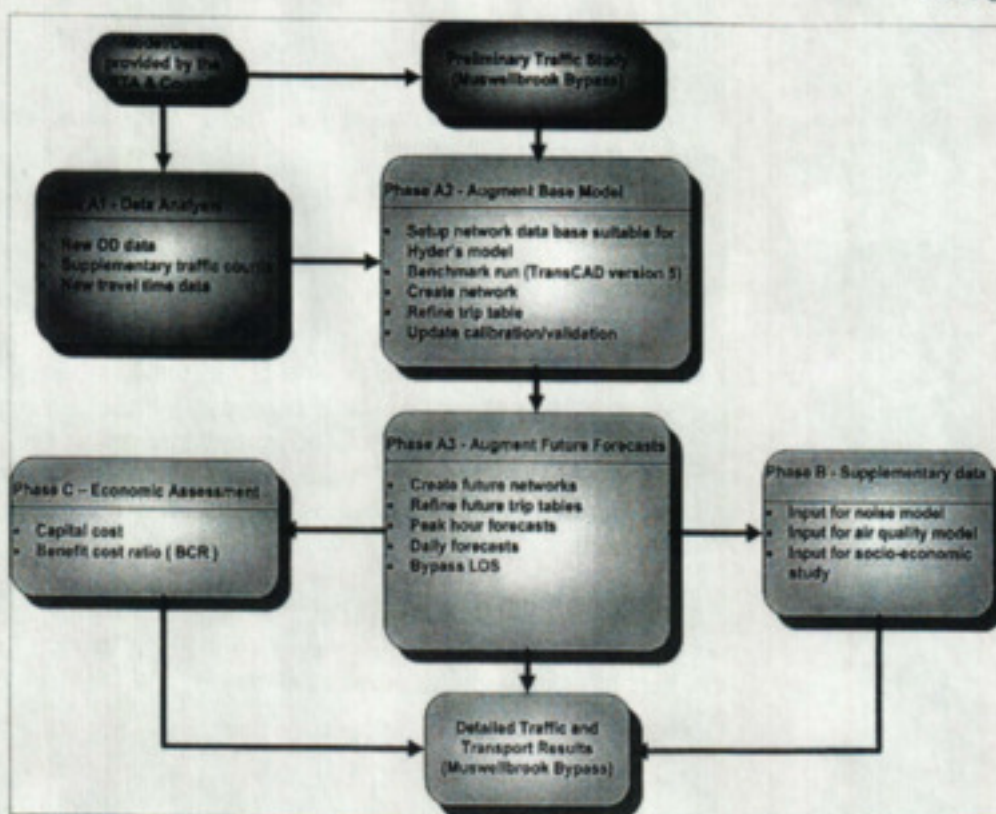 provided by the
RTA & Council
Preliminary Traffic Study
(Muswellbrook Bypass)
A1 - Data Analysis
• New OD data
• Supplementary traffic counts
• New travel time data
Phase A2 - Augment Base Model
• Setup network data base suitable for
Hyder's model
• Benchmark run (TransCAD version 5)
• Create network
• Refine trip table
• Update calibration/validation
Phase A3 - Augment Future Forecasts
• Create future networks
• Refine future trip tables
• Peak hour forecasts
• Daily forecasts
• Bypass LOS
Phase C – Economic Assessment
• Capital cost
• Benefit cost ratio ( BCR )
Phase B - Supplementary data
• Input for noise model
• Input for air quality model
• Input for socio-economic
study
Detailed Traffic and
Transport Results
(Muswellbrook Bypass)